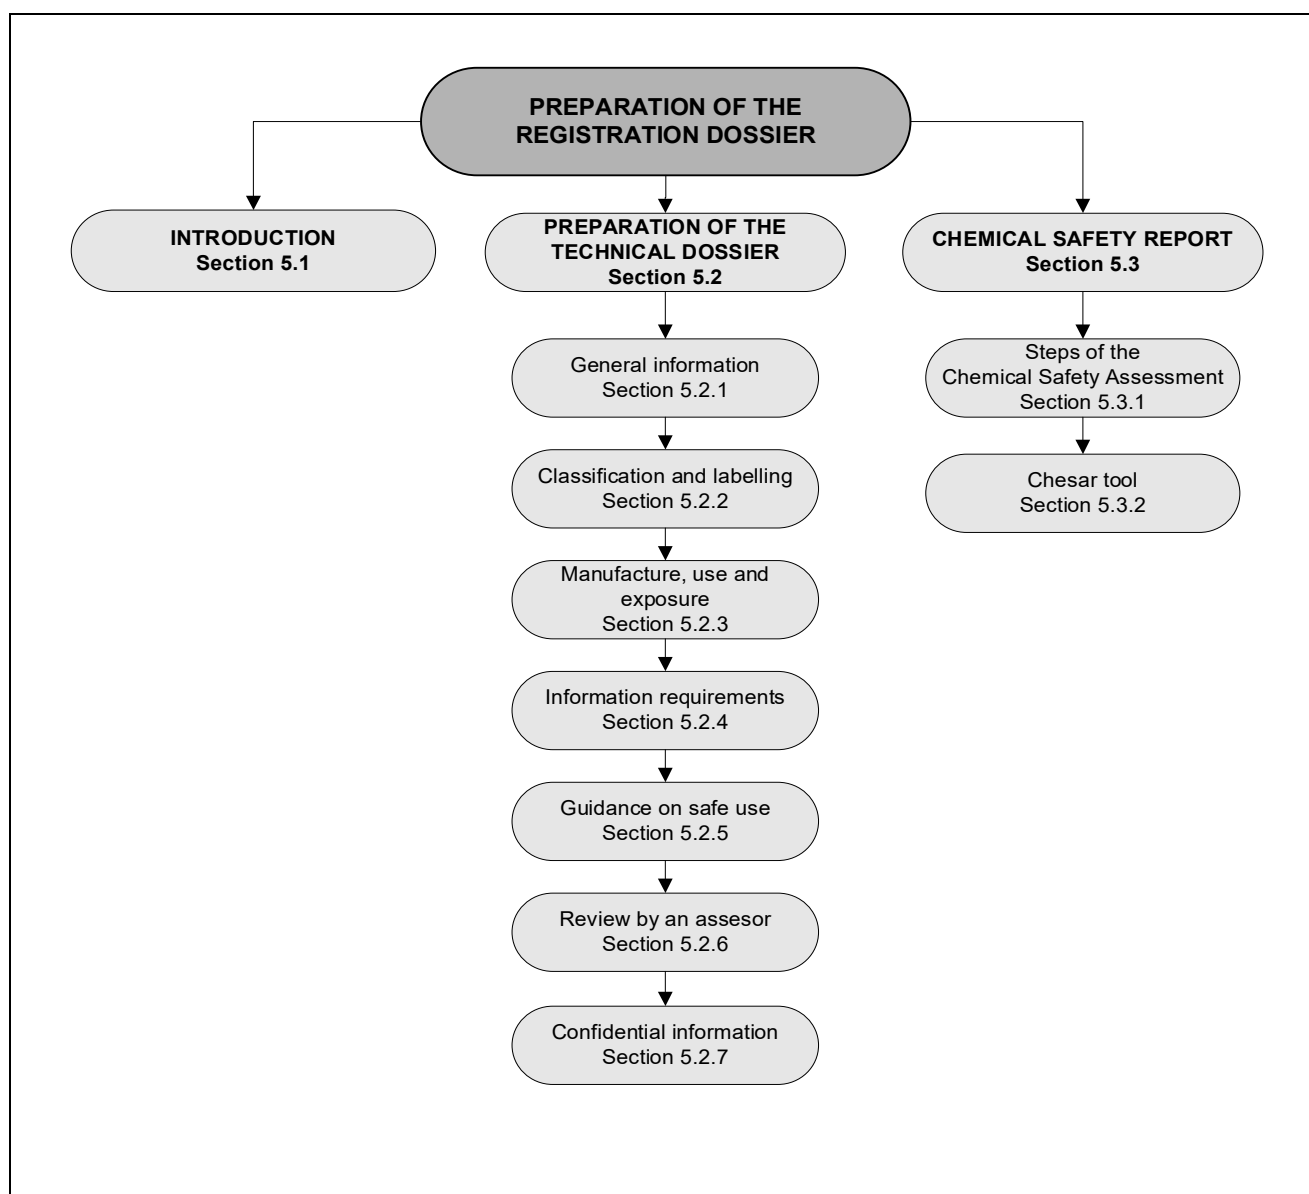 PREPARATION OF THE
REGISTRATION DOSSIER
INTRODUCTION
Section 5.1
PREPARATION OF THE
TECHNICAL DOSSIER
Section 5.2
CHEMICAL SAFETY REPORT
Section 5.3
General information
Section 5.2.1
Steps of the
Chemical Safety Assessment
Section 5.3.1
Classification and labelling
Section 5.2.2
Chesar tool
Section 5.3.2
Manufacture, use and
exposure
Section 5.2.3
Information requirements
Section 5.2.4
Guidance on safe use
Section 5.2.5
Review by an assesor
Section 5.2.6
Confidential information
Section 5.2.7